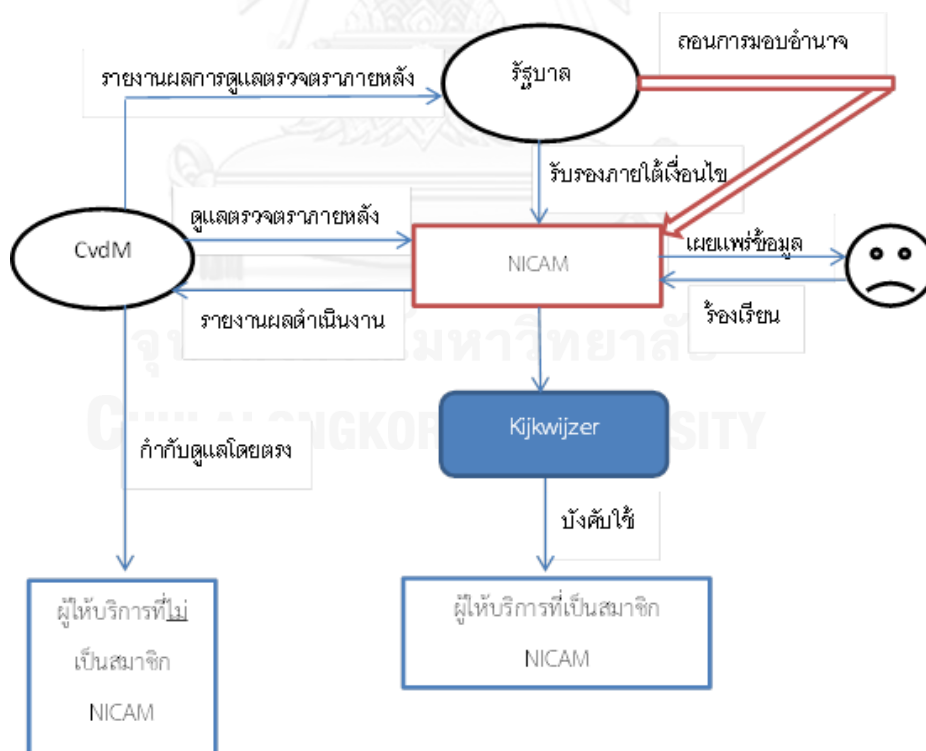 ถอนการมอบอำนาจ
รัฐบาล
รายงานผลการดูแลตรวจตราภายหลัง
รับรองภายใต้เงื่อนไข
ดูแลตรวจตราภายหลัง
CvdM
NICAM
เผยแพร่ข้อมูล
รายงานผลดำเนินงาน
ร้องเรียน
Kijkwijzer
กำกับดูแลโดยตรง
บังคับใช้
ผู้ให้บริการที่ไม่
เป็นสมาชิก
NICAM
ผู้ให้บริการที่เป็นสมาชิก
NICAM